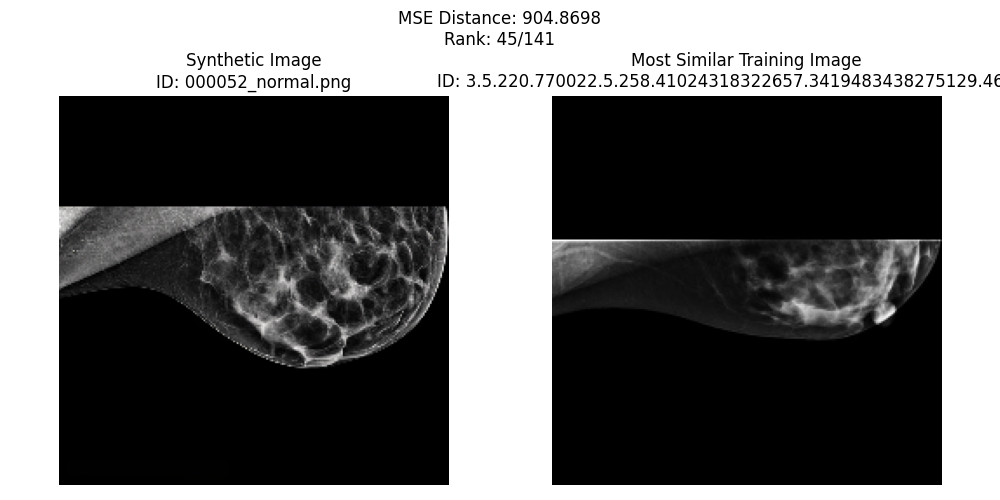 MSE Distance: 904.8698
Rank: 45/141
Synthetic Image
ID: 000052_normal.png
Most Similar Training Image
ID: 3.5.220.770022.5.258.41024318322657.3419483438275129.46